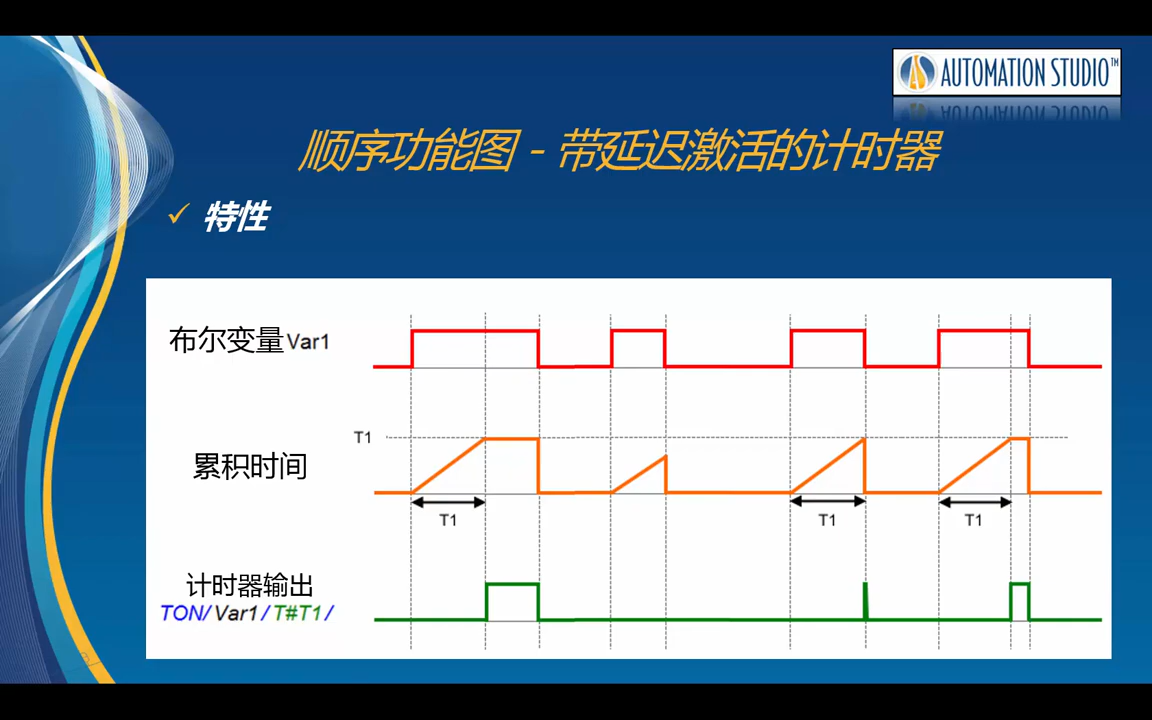 AUTOMATION STUDIO™
顺序功能图 - 带延迟激活的计时器
✓ 特性
布尔变量Var1
T1
累积时间
T1 T1 T1
计时器输出
TON/Var1/T#T1/